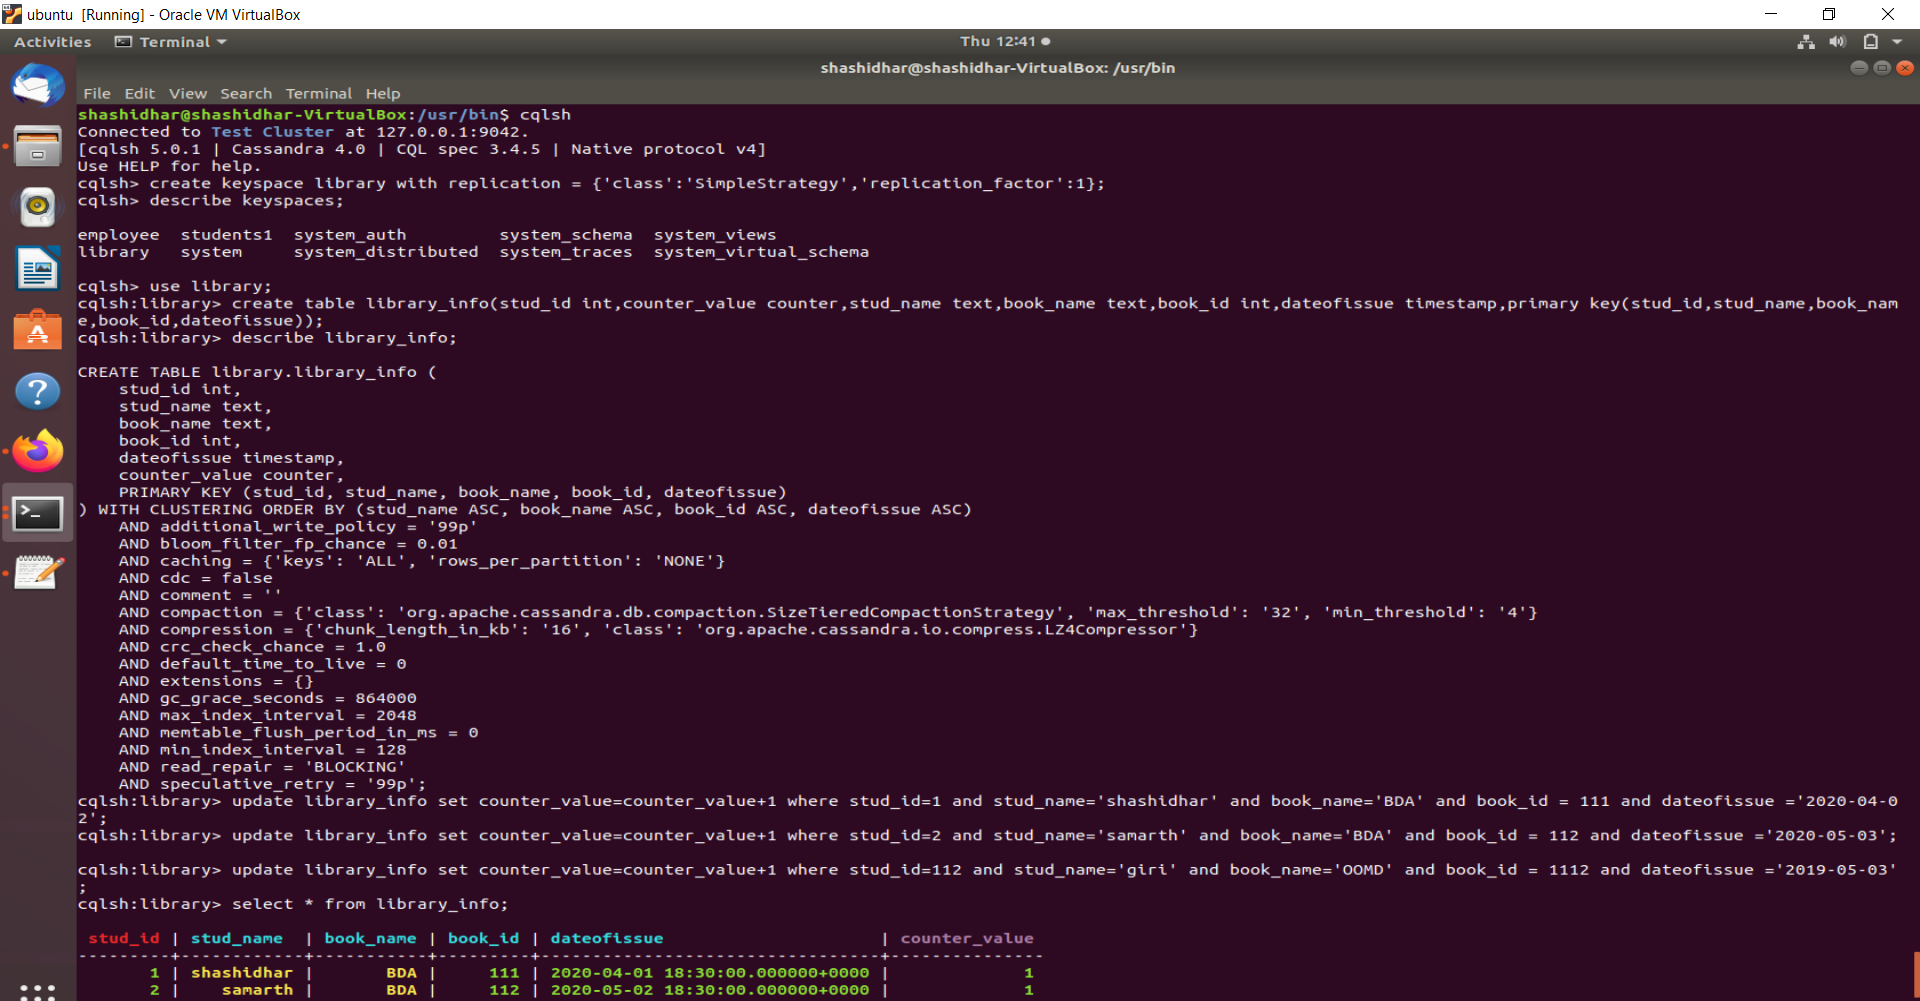 ubuntu [Running] - Oracle VM VirtualBox
Activities Terminal Thu 12:41
shashidhar@shashidhar-VirtualBox: /usr/bin
File Edit View Search Terminal Help
shashidhar@shashidhar-VirtualBox:/usr/bin$ cqlsh
Connected to Test Cluster at 127.0.0.1:9042.
[cqlsh 5.0.1 | Cassandra 4.0 | CQL spec 3.4.5 | Native protocol v4]
Use HELP for help.
cqlsh> create keyspace library with replication = {'class':'SimpleStrategy','replication_factor':1};
cqlsh> describe keyspaces;
employee students1 system_auth system_schema system_views
library system system_distributed system_traces system_virtual_schema
cqlsh> use library;
cqlsh:library> create table library_info(stud_id int,counter_value counter,stud_name text,book_name text,book_id int,dateofissue timestamp,primary key(stud_id,stud_name,book_nam
e,book_id,dateofissue));
cqlsh:library> describe library_info;
CREATE TABLE library.library_info (
stud_id int,
stud_name text,
book_name text,
book_id int,
dateofissue timestamp,
counter_value counter,
PRIMARY KEY (stud_id, stud_name, book_name, book_id, dateofissue)
) WITH CLUSTERING ORDER BY (stud_name ASC, book_name ASC, book_id ASC, dateofissue ASC)
AND additional_write_policy = '99p'
AND bloom_filter_fp_chance = 0.01
AND caching = {'keys': 'ALL', 'rows_per_partition': 'NONE'}
AND cdc = false
AND comment = ''
AND compaction = {'class': 'org.apache.cassandra.db.compaction.SizeTieredCompactionStrategy', 'max_threshold': '32', 'min_threshold': '4'}
AND compression = {'chunk_length_in_kb': '16', 'class': 'org.apache.cassandra.io.compress.LZ4Compressor'}
AND crc_check_chance = 1.0
AND default_time_to_live = 0
AND extensions = {}
AND gc_grace_seconds = 864000
AND max_index_interval = 2048
AND memtable_flush_period_in_ms = 0
AND min_index_interval = 128
AND read_repair = 'BLOCKING'
AND speculative_retry = '99p';
cqlsh:library> update library_info set counter_value=counter_value+1 where stud_id=1 and stud_name='shashidhar' and book_name='BDA' and book_id = 111 and dateofissue ='2020-04-0
2';
cqlsh:library> update library_info set counter_value=counter_value+1 where stud_id=2 and stud_name='samarth' and book_name='BDA' and book_id = 112 and dateofissue ='2020-05-03';
cqlsh:library> update library_info set counter_value=counter_value+1 where stud_id=112 and stud_name='giri' and book_name='OOMD' and book_id = 1112 and dateofissue ='2019-05-03'
;
cqlsh:library> select * from library_info;
stud_id | stud_name | book_name | book_id | dateofissue | counter_value
---------+------------+-----------+---------+---------------------------------+---------------
1 | shashidhar | BDA | 111 | 2020-04-01 18:30:00.000000+0000 | 1
2 | samarth | BDA | 112 | 2020-05-02 18:30:00.000000+0000 | 1